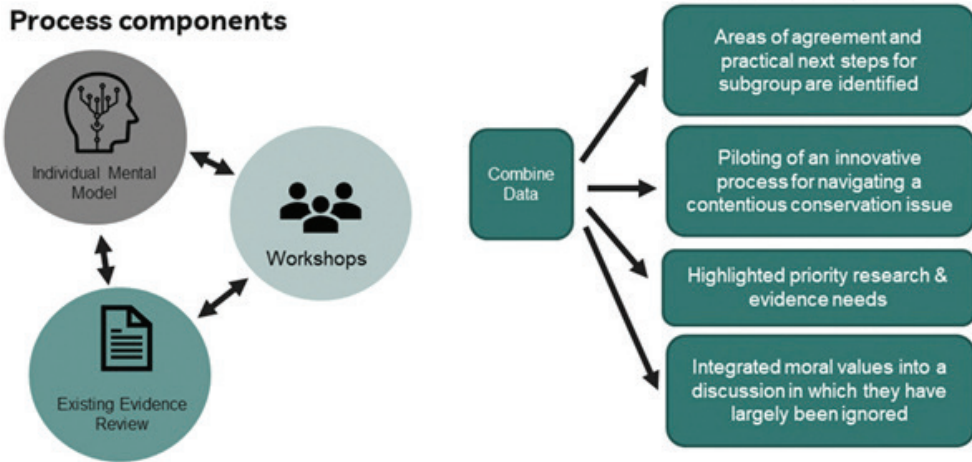 Process components
Individual Mental
Model
Workshops
Existing Evidence
Review
Combine
Data
Areas of agreement and
practical next steps for
subgroup are identified
Piloting of an innovative
process for navigating a
contentious conservation issue
Highlighted priority research &
evidence needs
Integrated moral values into a
discussion in which they have
largely been ignored